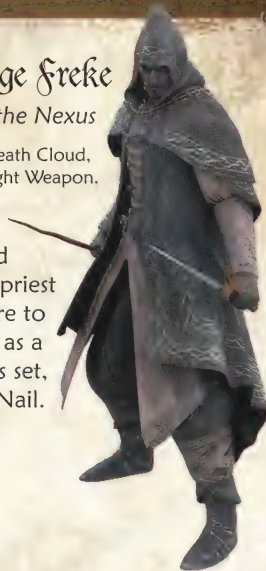 ge Freke
the Nexus
eath Cloud,
ght Weapon.
d
priest
re to
as a
s set,
Nail.